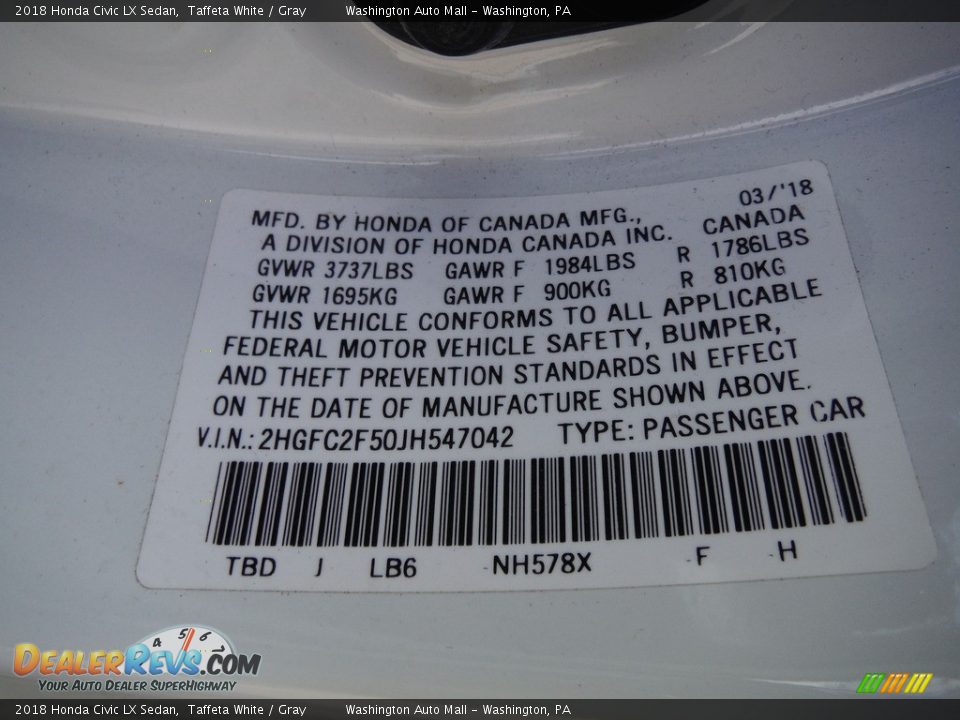 2018 Honda Civic LX Sedan, Taffeta White / Gray Washington Auto Mall - Washington, PA
03/'18
MFD. BY HONDA OF CANADA MFG.,
A DIVISION OF HONDA CANADA INC. CANADA
GVWR 3737LBS GAWR F 1984LBS R 1786LBS
GVWR 1695KG GAWR F 900KG R 810KG
THIS VEHICLE CONFORMS TO ALL APPLICABLE
FEDERAL MOTOR VEHICLE SAFETY, BUMPER,
AND THEFT PREVENTION STANDARDS IN EFFECT
ON THE DATE OF MANUFACTURE SHOWN ABOVE.
V.I.N.: 2HGFC2F50JH547042 TYPE: PASSENGER CAR
TBD J LB6 NH578X F H
4 5 6
DEALERREVS.COM
YOUR AUTO DEALER SUPERHIGHWAY
2018 Honda Civic LX Sedan, Taffeta White / Gray Washington Auto Mall - Washington, PA